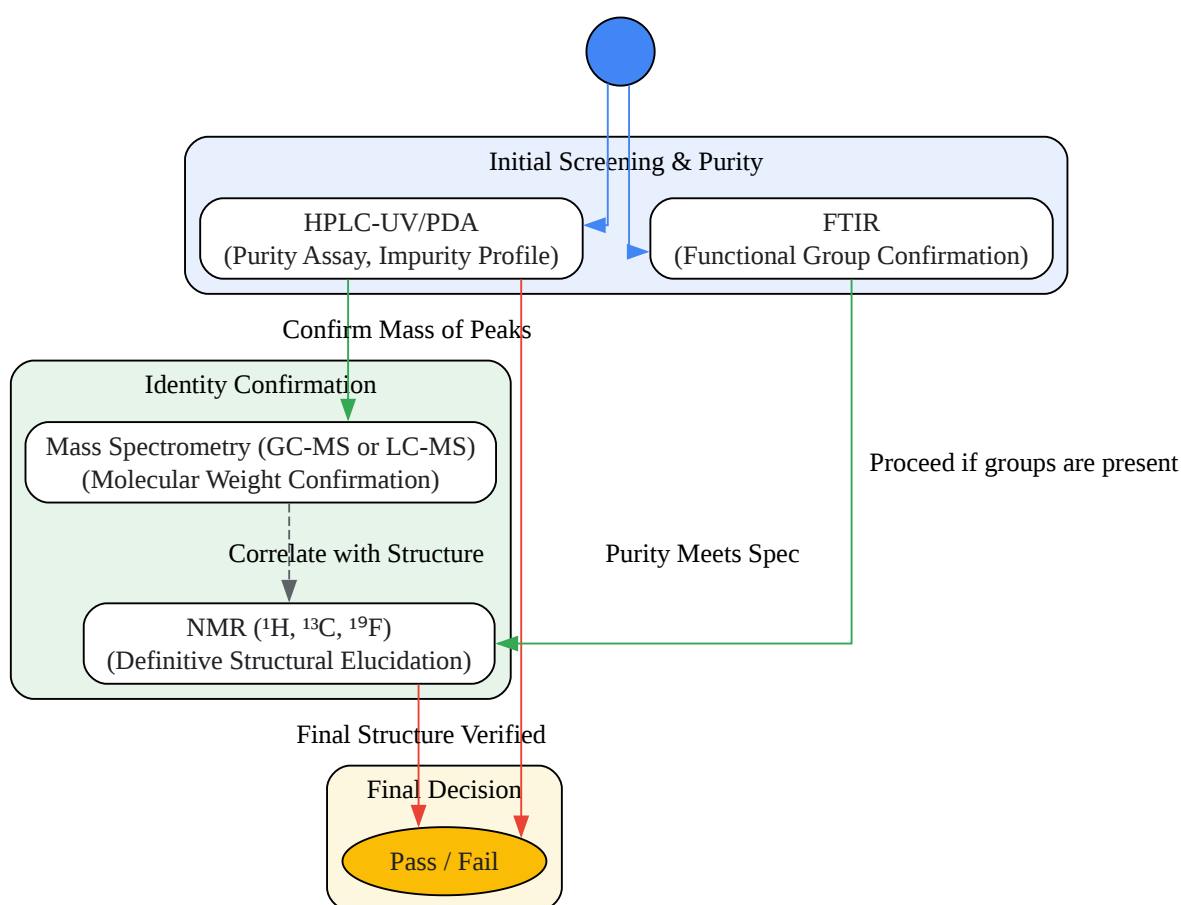 Initial Screening & Purity
HPLC-UV/PDA
(Purity Assay, Impurity Profile)
FTIR
(Functional Group Confirmation)
Confirm Mass of Peaks
Identity Confirmation
Mass Spectrometry (GC-MS or LC-MS)
(Molecular Weight Confirmation)
Proceed if groups are present
Correlate with Structure
Purity Meets Spec
NMR (¹H, ¹³C, ¹⁹F)
(Definitive Structural Elucidation)
Final Structure Verified
Final Decision
Pass / Fail